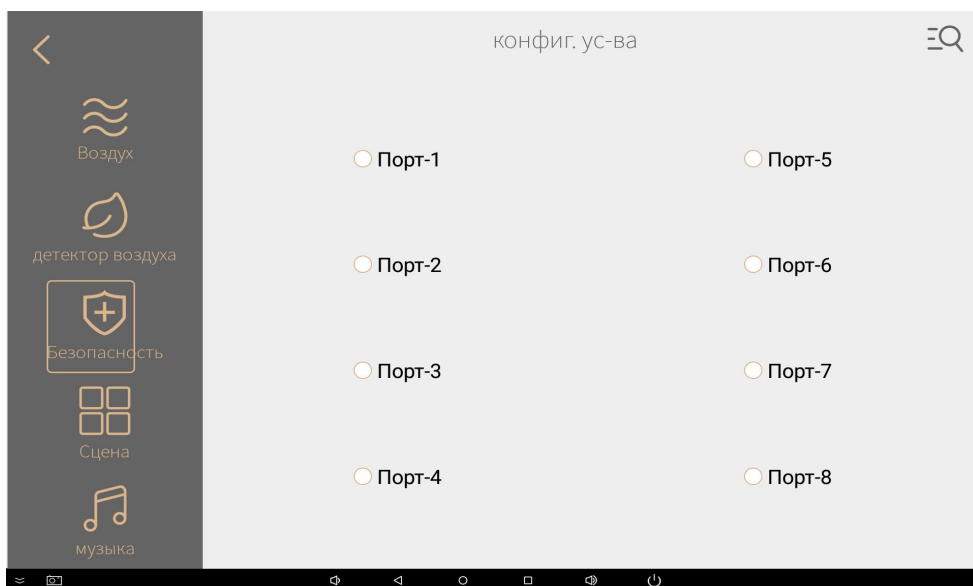 конфиг. ус-ва
Воздух
детектор воздуха
Безопасность
Сцена
музыка
Порт-1
Порт-5
Порт-2
Порт-6
Порт-3
Порт-7
Порт-4
Порт-8